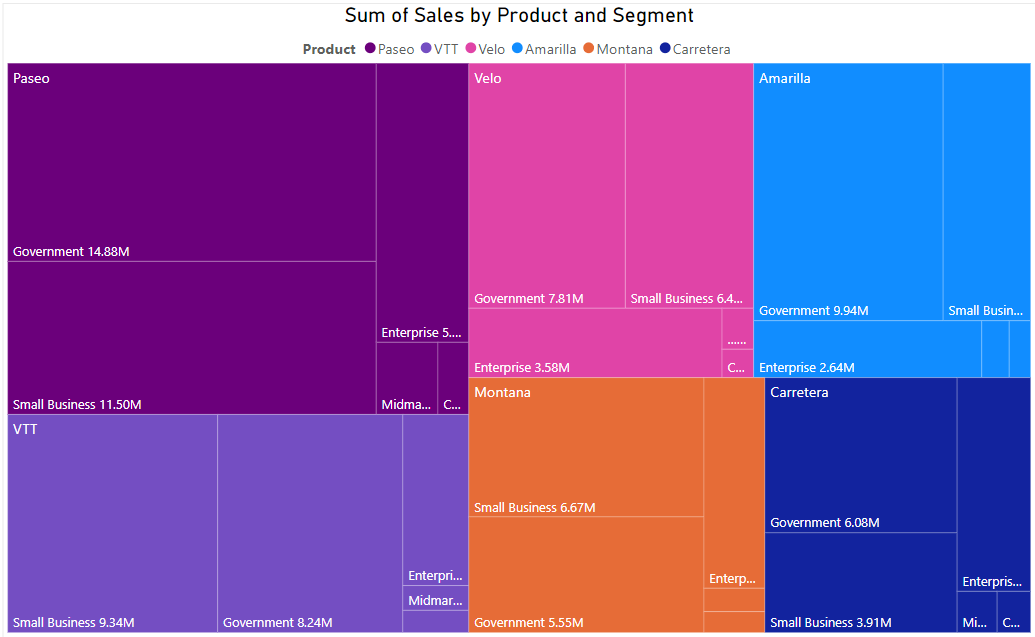 Sum of Sales by Product and Segment
Product Paseo VTT Velo Amarilla Montana Carretera
Paseo
Government 14.88M
Small Business 11.50M
Enterprise 5....
Midma...
C...
VTT
Small Business 9.34M
Government 8.24M
Enterpri...
Midmar...
Velo
Government 7.81M
Small Business 6.4...
Enterprise 3.58M
......
C...
Amarilla
Government 9.94M
Small Busin...
Enterprise 2.64M
Montana
Small Business 6.67M
Government 5.55M
Enterp...
Carretera
Government 6.08M
Small Business 3.91M
Enterpris...
Mi...
C...